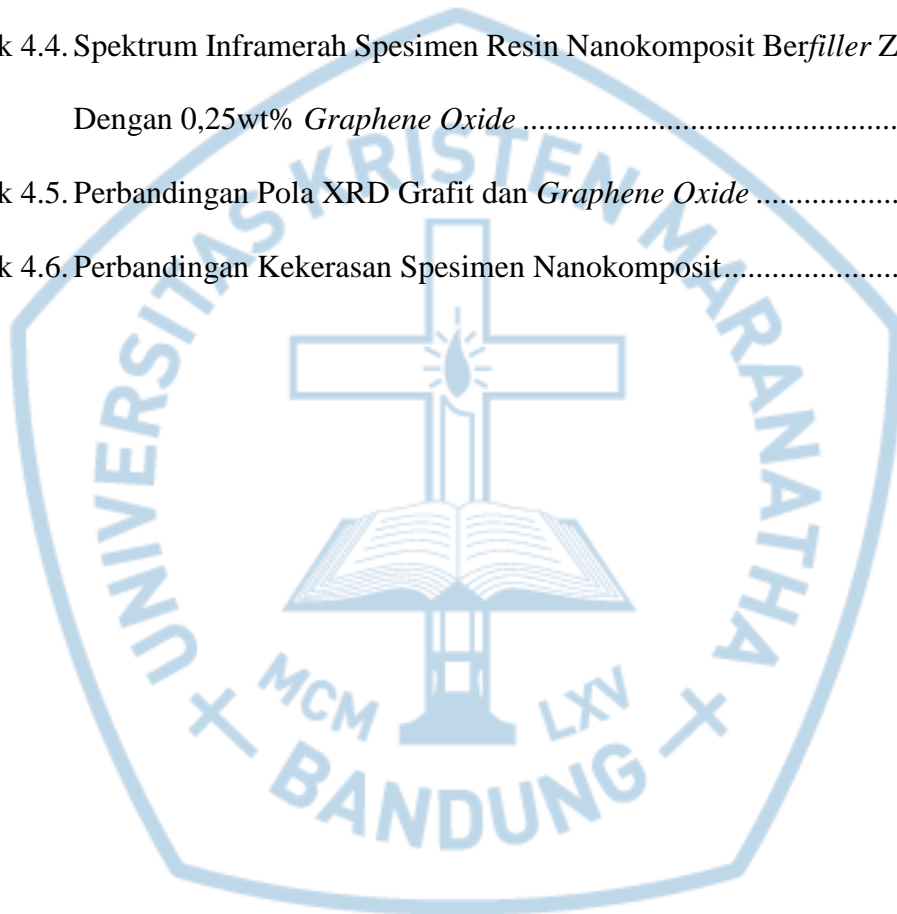 k 4.4. Spektrum Inframerah Spesimen Resin Nanokomposit Berfiller Z
Dengan 0,25wt% Graphene Oxide ............................................
k 4.5. Perbandingan Pola XRD Grafit dan Graphene Oxide ..................
k 4.6. Perbandingan Kekerasan Spesimen Nanokomposit......................
UNIVERSITAS KRISTEN MARANATHA
MCM LXV
BANDUNG